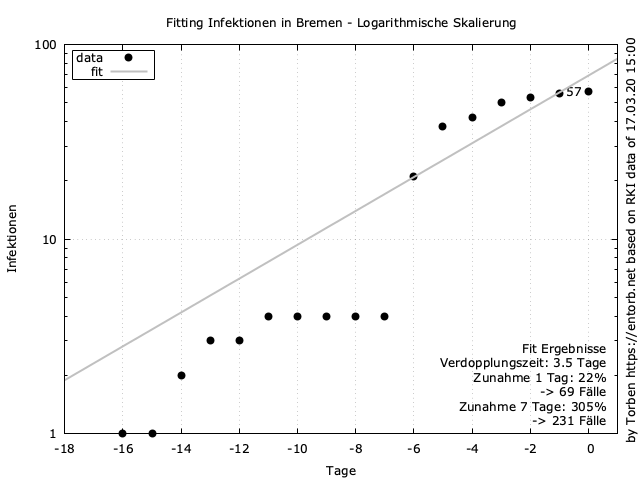 Fitting Infektionen in Bremen - Logarithmische Skalierung
100
data
fit
57
10
Infektionen
Fit Ergebnisse
Verdopplungszeit: 3.5 Tage
Zunahme 1 Tag: 22%
-> 69 Fälle
Zunahme 7 Tage: 305%
-> 231 Fälle
1
-18 -16 -14 -12 -10 -8 -6 -4 -2 0
Tage
by Torben https://entorb.net based on RKI data of 17.03.20 15:00